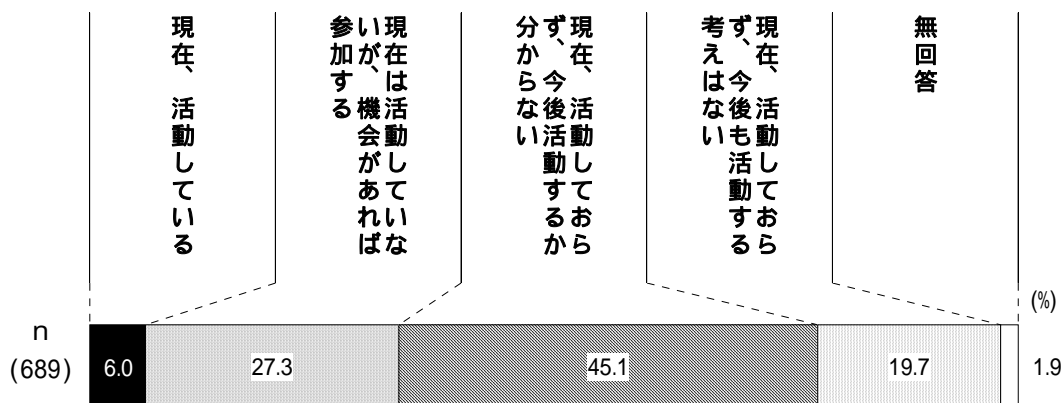 現在、活動している
現在は活動していな
いが、機会があれば
参加する
現在、活動しておら
ず、今後活動するか
分からない
現在、活動しておら
ず、今後も活動する
考えはない
無回答
(%)
n
(689)
6.0
27.3
45.1
19.7
1.9